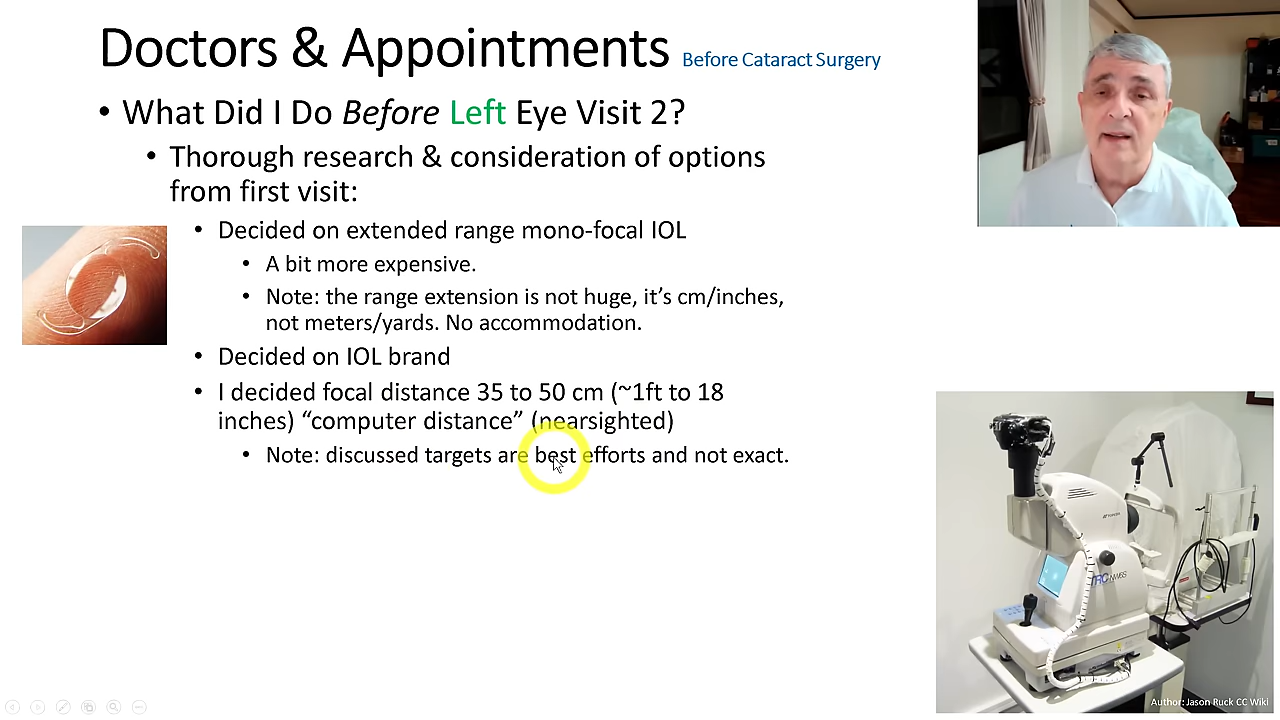 Doctors & Appointments Before Cataract Surgery
• What Did I Do Before Left Eye Visit 2?
• Thorough research & consideration of options
from first visit:
• Decided on extended range mono-focal IOL
• A bit more expensive.
• Note: the range extension is not huge, it’s cm/inches,
not meters/yards. No accommodation.
• Decided on IOL brand
• I decided focal distance 35 to 50 cm (~1ft to 18
inches) “computer distance” (nearsighted)
• Note: discussed targets are best efforts and not exact.
TOPCON
TRC NW6S
Author: Jason Ruck CC Wiki